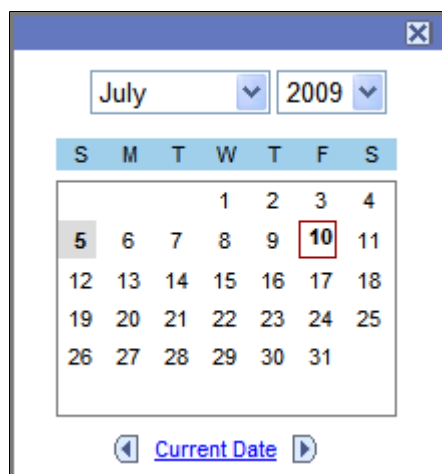 July 2009
S M T W T F S
1 2 3 4
5 6 7 8 9 10 11
12 13 14 15 16 17 18
19 20 21 22 23 24 25
26 27 28 29 30 31
Current Date